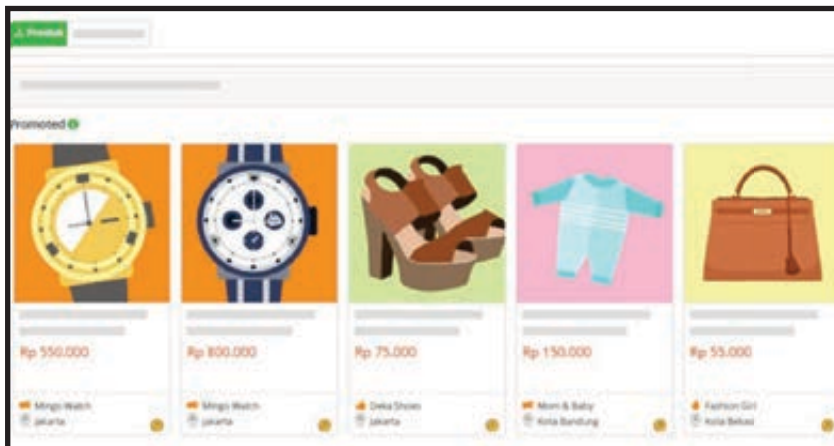 Produk
Promoted
Rp 550.000
Rp 800.000
Rp 75.000
Rp 150.000
Rp 55.000
Mingo Watch
Jakarta
Mingo Watch
Jakarta
Deka Shoes
Jakarta
Mom & Baby
Kota Bandung
Fashion Girl
Kota Bekasi